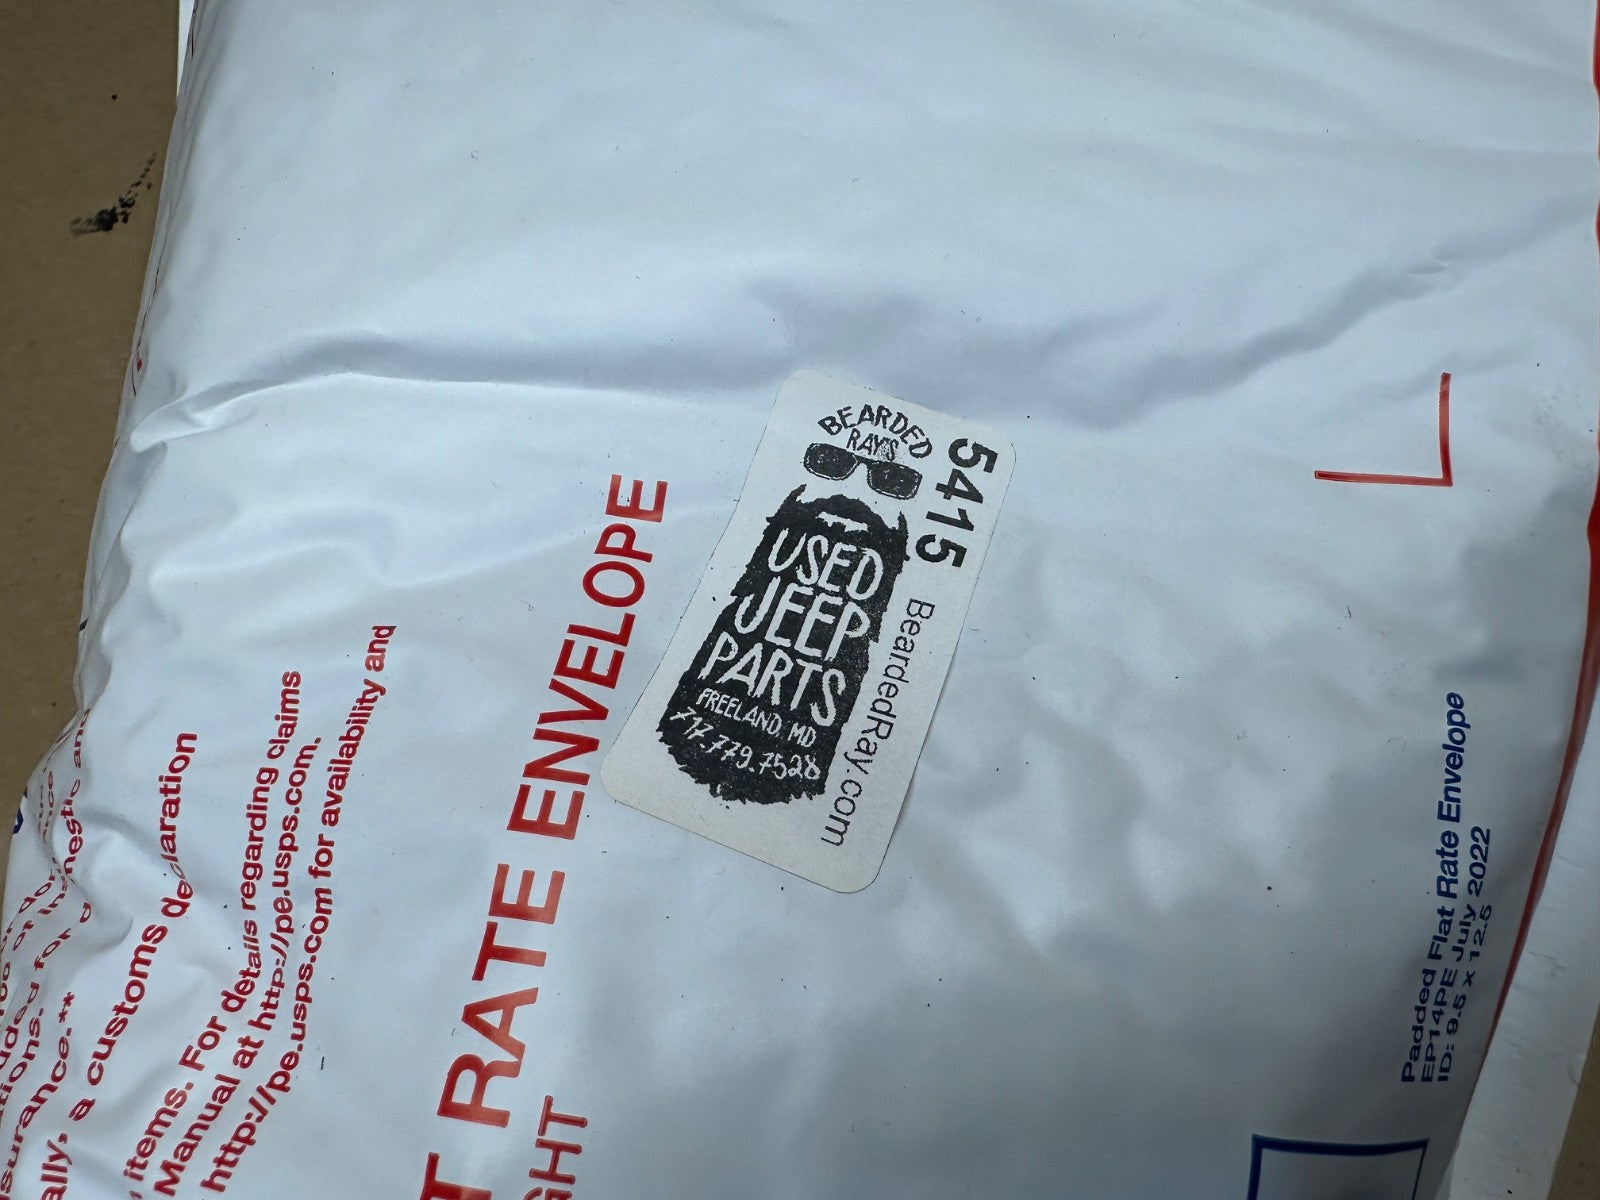 BEARDED
RAY'S
USED
JEEP
PARTS
FREELAND, MD
717.779.7528
5415
BeardedRay.com
RATE ENVELOPE
ally, a customs declaration
items. For details regarding claims
Manual at http://pe.usps.com.
http://pe.usps.com for availability and
Padded Flat Rate Envelope
EP14PE July 2022
ID: 9.5 x 12.5